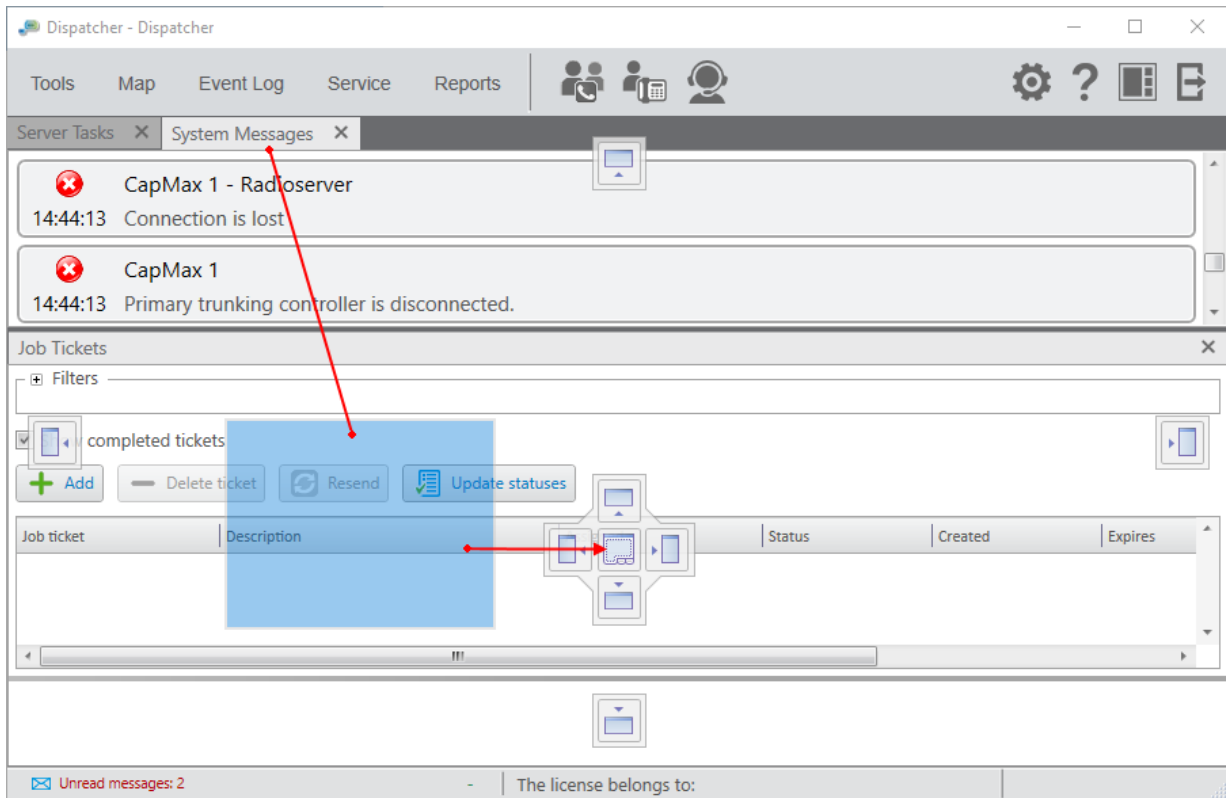 Dispatcher - Dispatcher
Tools Map Event Log Service Reports
Server Tasks System Messages
CapMax 1 - Radioserver
14:44:13 Connection is lost
CapMax 1
14:44:13 Primary trunking controller is disconnected.
Job Tickets
Filters
completed tickets
Add Delete ticket Resend Update statuses
Job ticket Description Status Created Expires
Unread messages: 2 - The license belongs to: